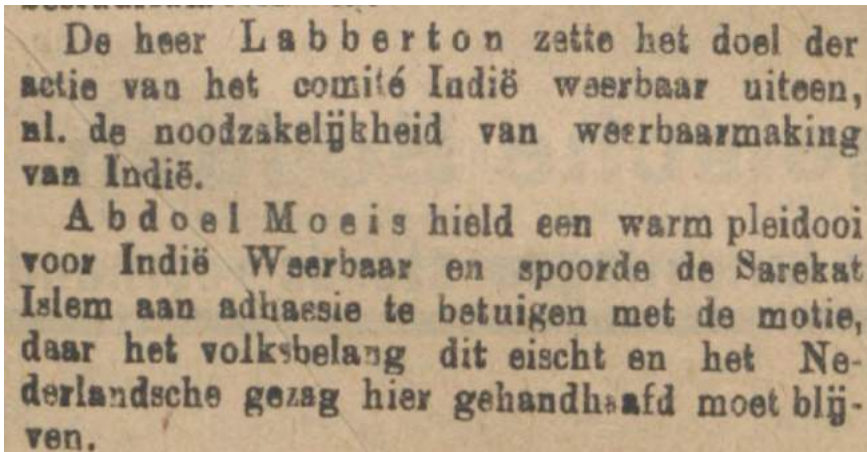 De heer Labberton zette het doel der
actie van het comité Indië weerbaar uiteen,
nl. de noodzakelijkheid van weerbaarmaking
van Indië.
Abdoel Moeis hield een warm pleidooi
voor Indië Weerbaar en spoorde de Sarekat
Islem aan adhaesie te betuigen met de motie,
daar het volksbelang dit eischt en het Ne-
derlandsche gezag hier gehandhaafd moet blij-
ven.